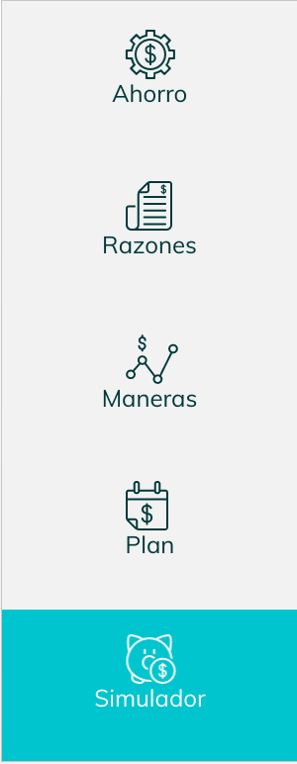 $
Ahorro
$
Razones
$
Maneras
$
Plan
$
Simulador